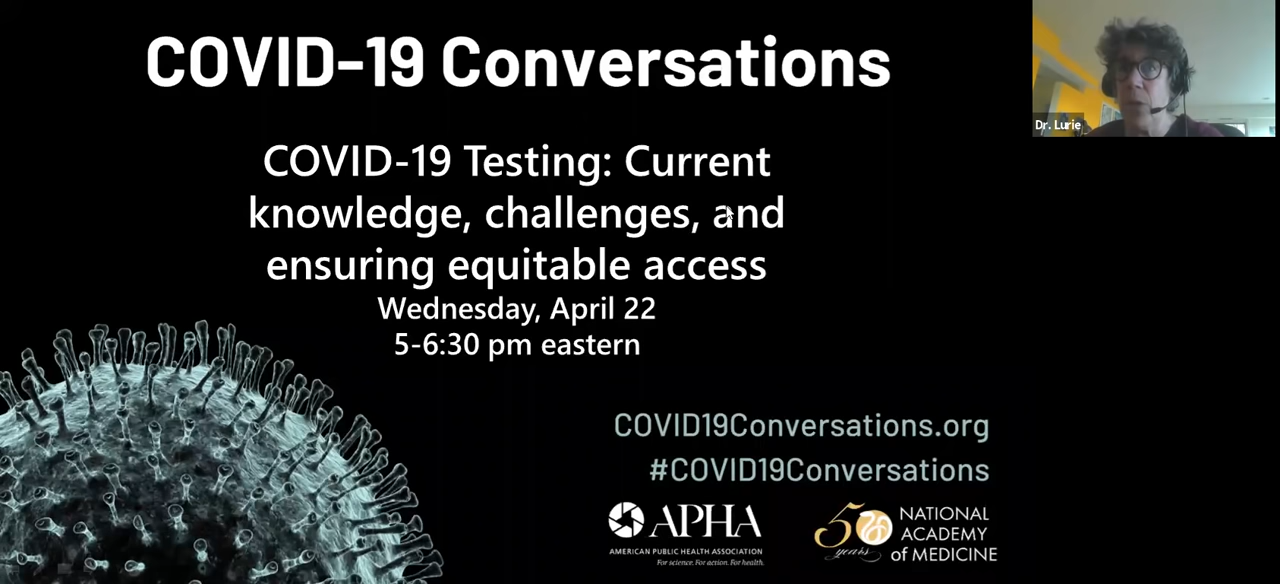 COVID-19 Conversations
Dr. Lurie
COVID-19 Testing: Current
knowledge, challenges, and
ensuring equitable access
Wednesday, April 22
5-6:30 pm eastern
COVID19Conversations.org
#COVID19Conversations
APHA
AMERICAN PUBLIC HEALTH ASSOCIATION
For science. For action. For health.
50
years
NATIONAL
ACADEMY
of MEDICINE